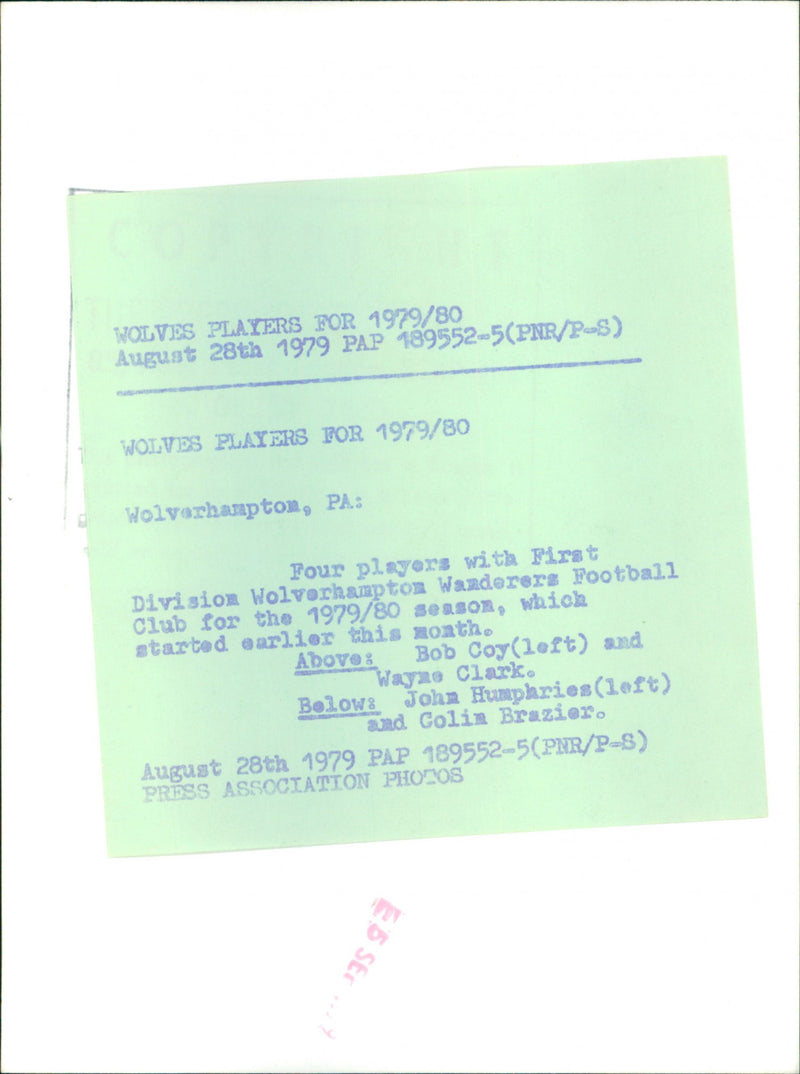 COPYRIGHT
WOLVES PLAYERS FOR 1979/80
August 28th 1979 PAP 189552-5(PNR/P-S)
WOLVES PLAYERS FOR 1979/80
Wolverhampton, PA:
Four players with First
Division Wolverhampton Wanderers Football
Club for the 1979/80 season, which
started earlier this month.
Above: Bob Coy(left) and
Wayne Clark.
Below: John Humphries(left)
and Colin Brazier.
August 28th 1979 PAP 189552-5(PNR/P-S)
PRESS ASSOCIATION PHOTOS